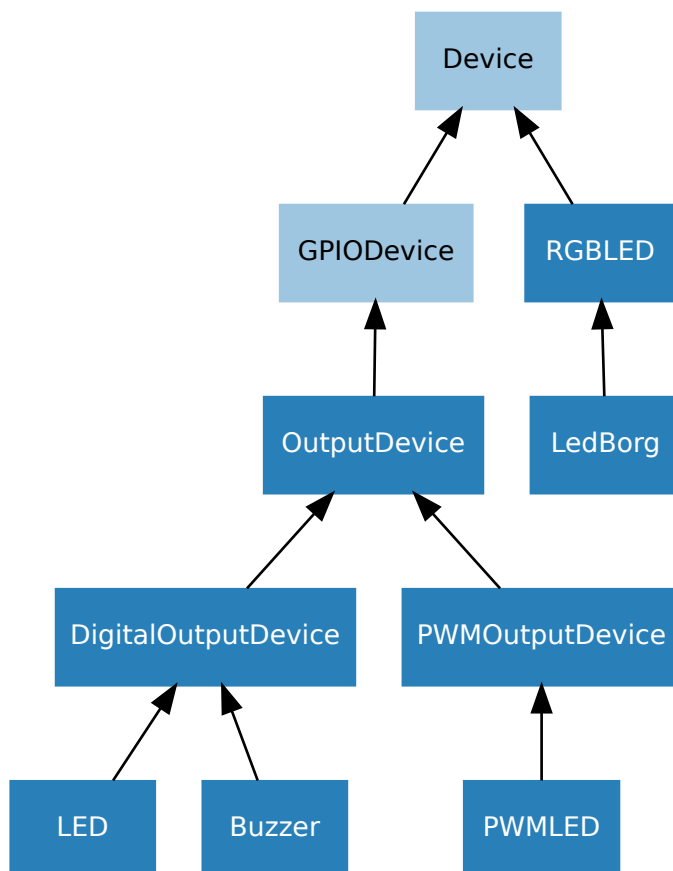 Device
GPIODevice
RGBLED
OutputDevice
LedBorg
DigitalOutputDevice
PWMOutputDevice
LED
Buzzer
PWMLED